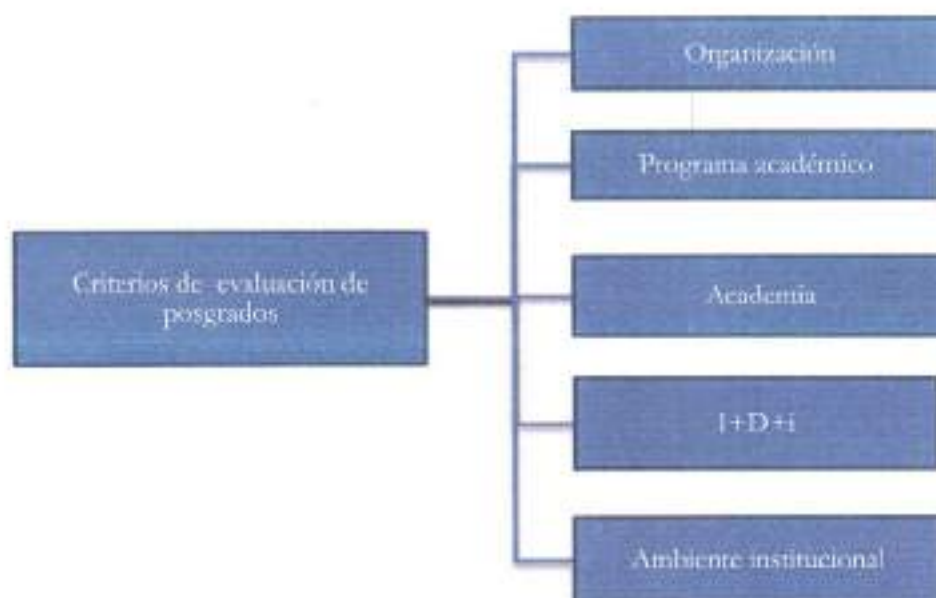 Organización
Programa académico
Criterios de evaluación de
posgrados
Academia
I+D+i
Ambiente institucional